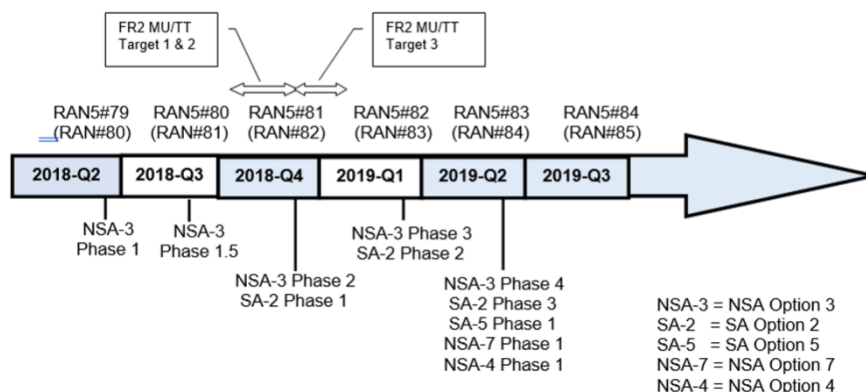 FR2 MU/TT
Target 1 & 2
FR2 MU/TT
Target 3
RAN5#79
(RAN#80)
RAN5#80
(RAN#81)
RAN5#81
(RAN#82)
RAN5#82
(RAN#83)
RAN5#83
(RAN#84)
RAN5#84
(RAN#85)
2018-Q2
2018-Q3
2018-Q4
2019-Q1
2019-Q2
2019-Q3
NSA-3
Phase 1
NSA-3
Phase 1.5
NSA-3 Phase 2
SA-2 Phase 1
NSA-3 Phase 3
SA-2 Phase 2
NSA-3 Phase 4
SA-2 Phase 3
SA-5 Phase 1
NSA-7 Phase 1
NSA-4 Phase 1
NSA-3 = NSA Option 3
SA-2 = SA Option 2
SA-5 = SA Option 5
NSA-7 = NSA Option 7
NSA-4 = NSA Option 4